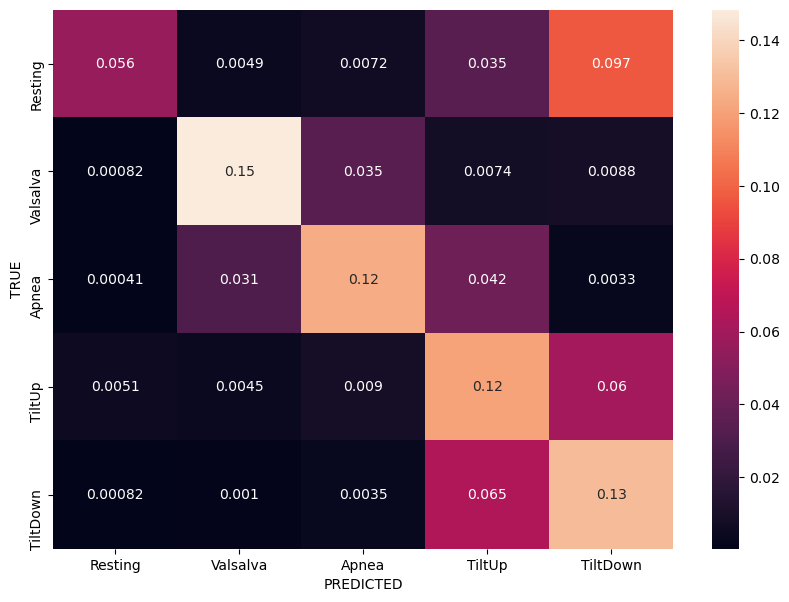 TRUE
Resting 0.056 0.0049 0.0072 0.035 0.097
Valsalva 0.00082 0.15 0.035 0.0074 0.0088
Apnea 0.00041 0.031 0.12 0.042 0.0033
TiltUp 0.0051 0.0045 0.009 0.12 0.06
TiltDown 0.00082 0.001 0.0035 0.065 0.13
Resting Valsalva Apnea TiltUp TiltDown
PREDICTED
0.14
0.12
0.10
0.08
0.06
0.04
0.02